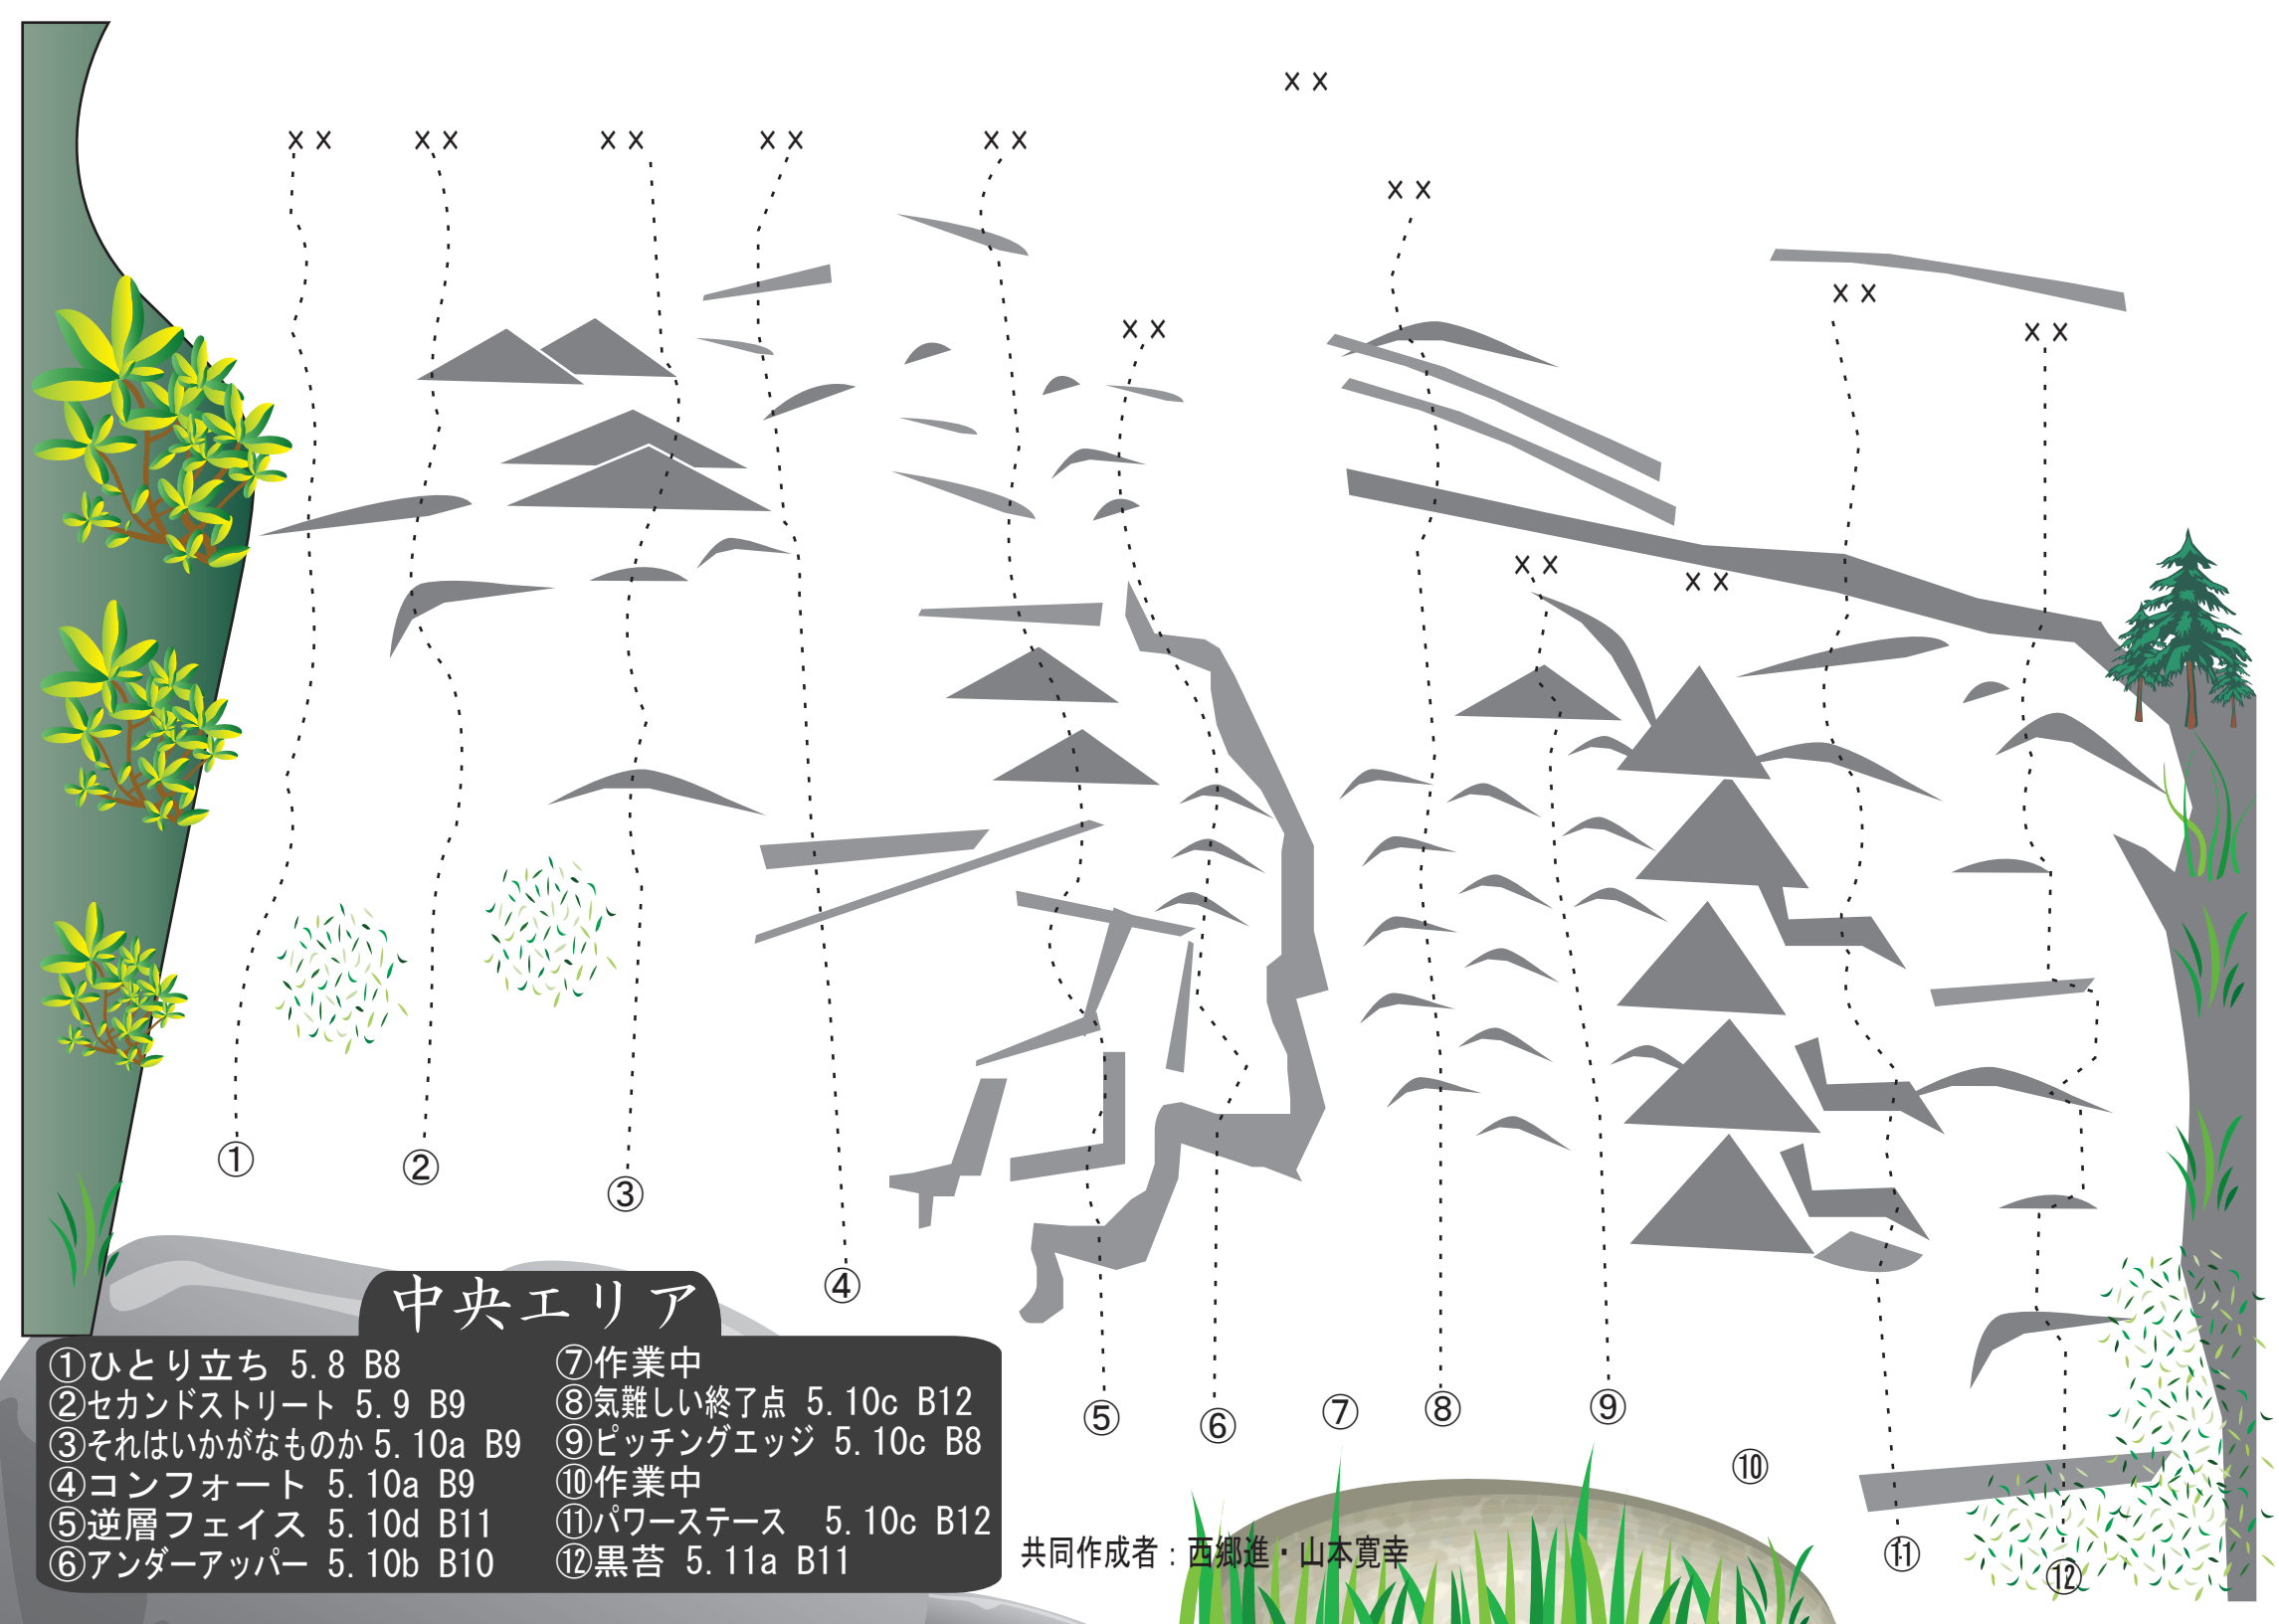 ××
×× ×× ×× ×× ××
××
××
××
××
××
××
①
②
③
④
⑤
⑥
⑦
⑧
⑨
⑩
⑪
⑫
中央エリア
①ひとり立ち 5.8 B8
②セカンドストリート 5.9 B9
③それはいかがなものか 5.10a B9
④コンフォート 5.10a B9
⑤逆層フェイス 5.10d B11
⑥アンダーアッパー 5.10b B10
⑦作業中
⑧気難しい終了点 5.10c B12
⑨ピッチングエッジ 5.10c B8
⑩作業中
⑪パワーステース 5.10c B12
⑫黒苔 5.11a B11
共同作成者：西郷進・山本寛幸